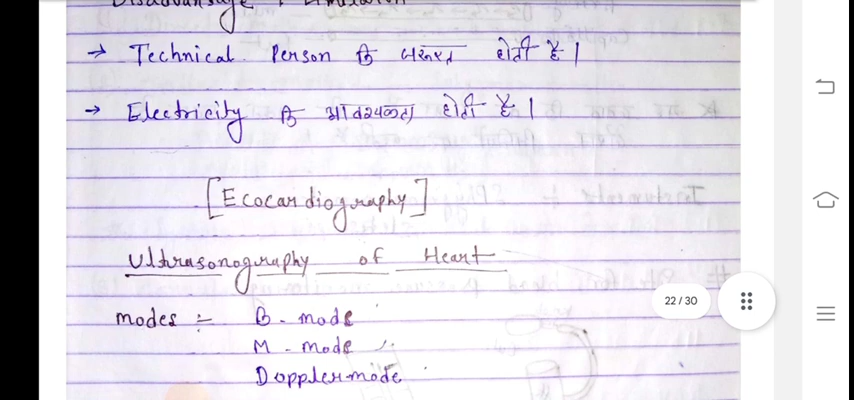 → Technical Person कि जरूरत होती है।
→ Electricity कि आवश्यकता होती है।
[Ecocardiography]
Ultrasonography of Heart
modes :- B - mode
M - mode
Doppler mode
22 / 30